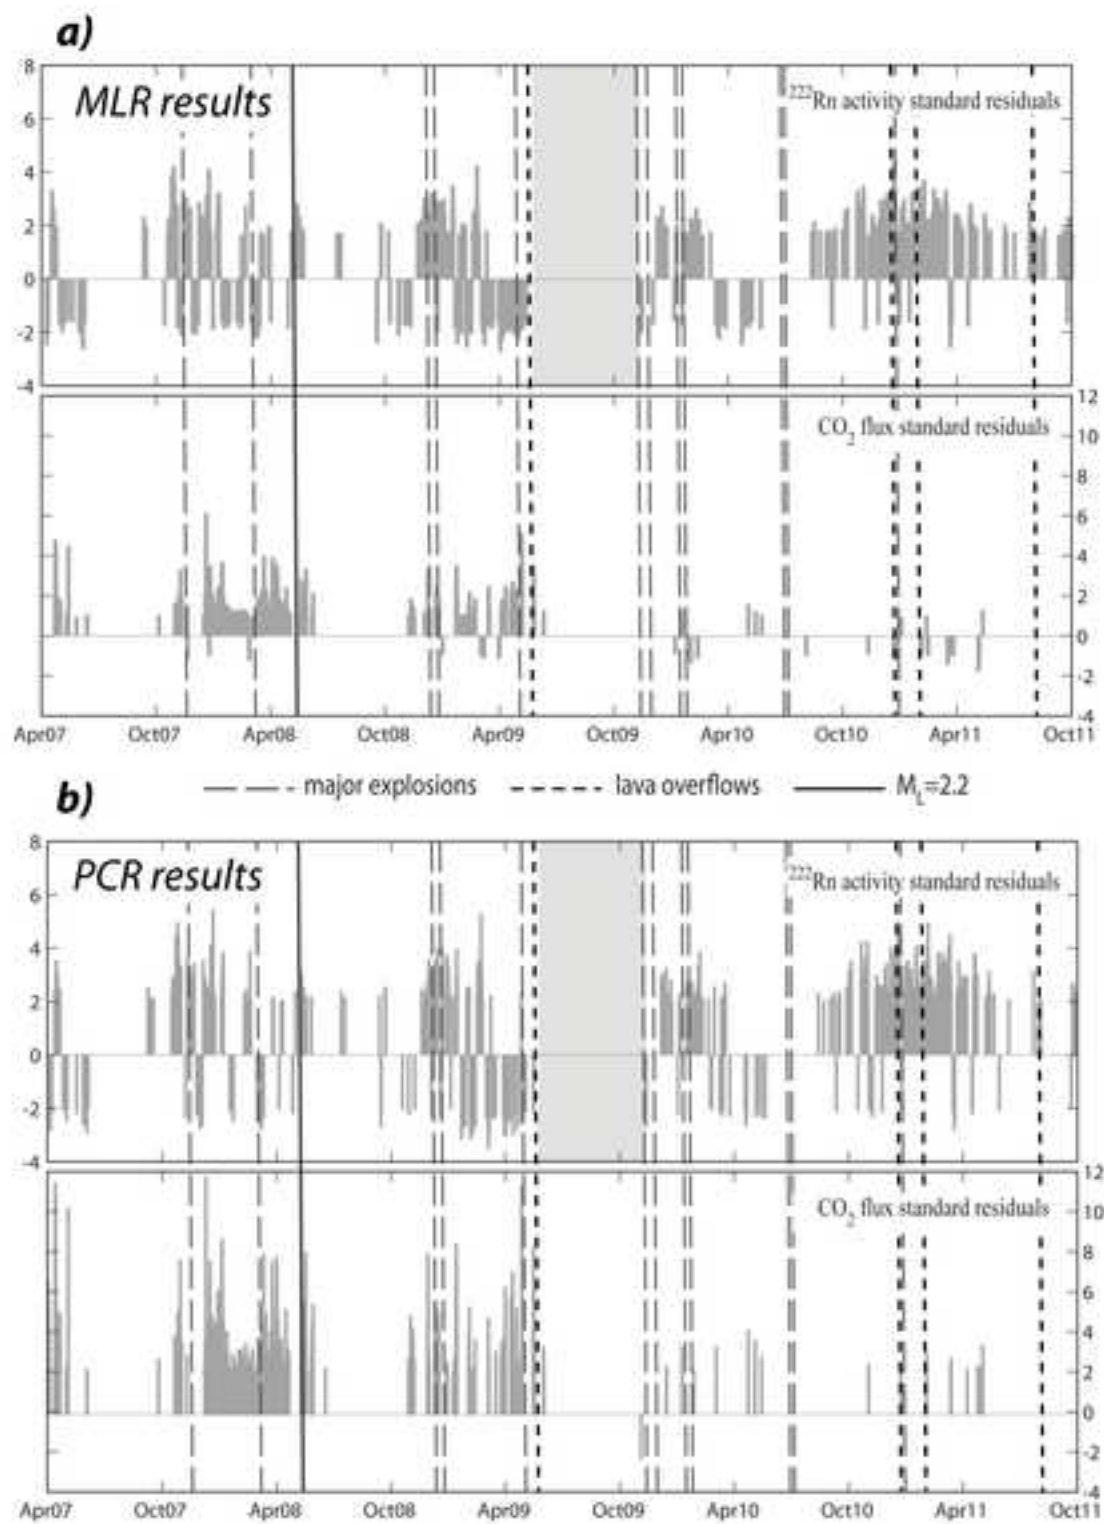 a)
MLR results
²²²Rn activity standard residuals
8
6
4
2
0
-2
-4
CO₂ flux standard residuals
12
10
8
6
4
2
0
-2
-4
Apr07 Oct07 Apr08 Oct08 Apr09 Oct09 Apr10 Oct10 Apr11 Oct11
major explosions lava overflows M_L=2.2
b)
PCR results
²²²Rn activity standard residuals
8
6
4
2
0
-2
-4
CO₂ flux standard residuals
12
10
8
6
4
2
0
-2
-4
Apr07 Oct07 Apr08 Oct08 Apr09 Oct09 Apr10 Oct10 Apr11 Oct11